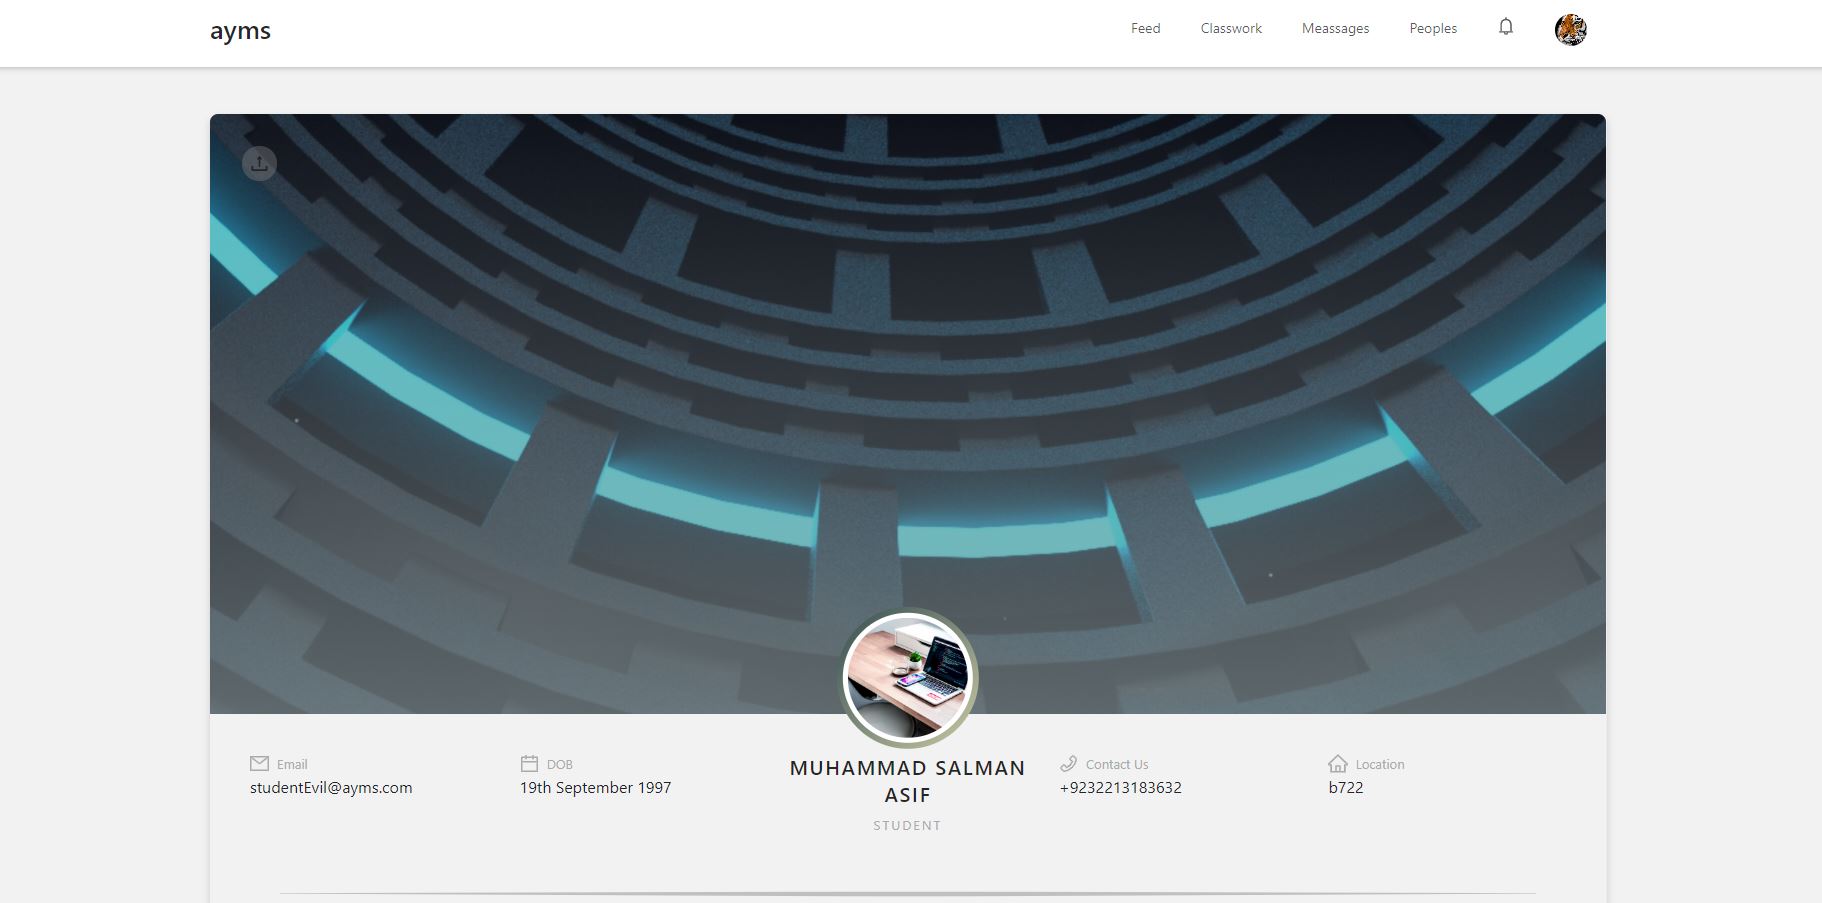 ayms
Feed
Classwork
Meassages
Peoples
Email
studentEvil@ayms.com
DOB
19th September 1997
MUHAMMAD SALMAN
ASIF
STUDENT
Contact Us
+9232213183632
Location
b722